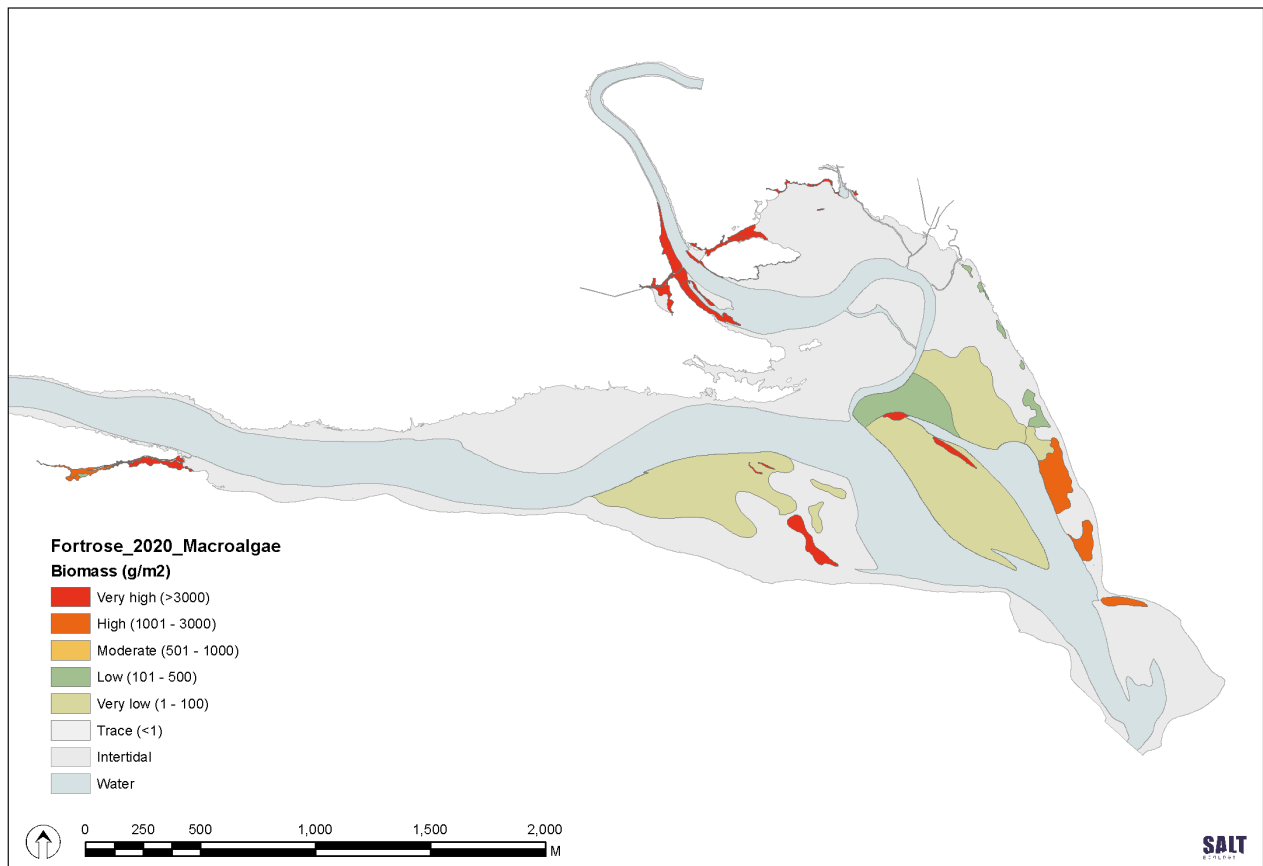 Fortrose_2020_Macroalgae
Biomass (g/m2)
Very high (>3000)
High (1001 - 3000)
Moderate (501 - 1000)
Low (101 - 500)
Very low (1 - 100)
Trace (<1)
Intertidal
Water
0 250 500 1,000 1,500 2,000
M
SALT
ECOLOGY